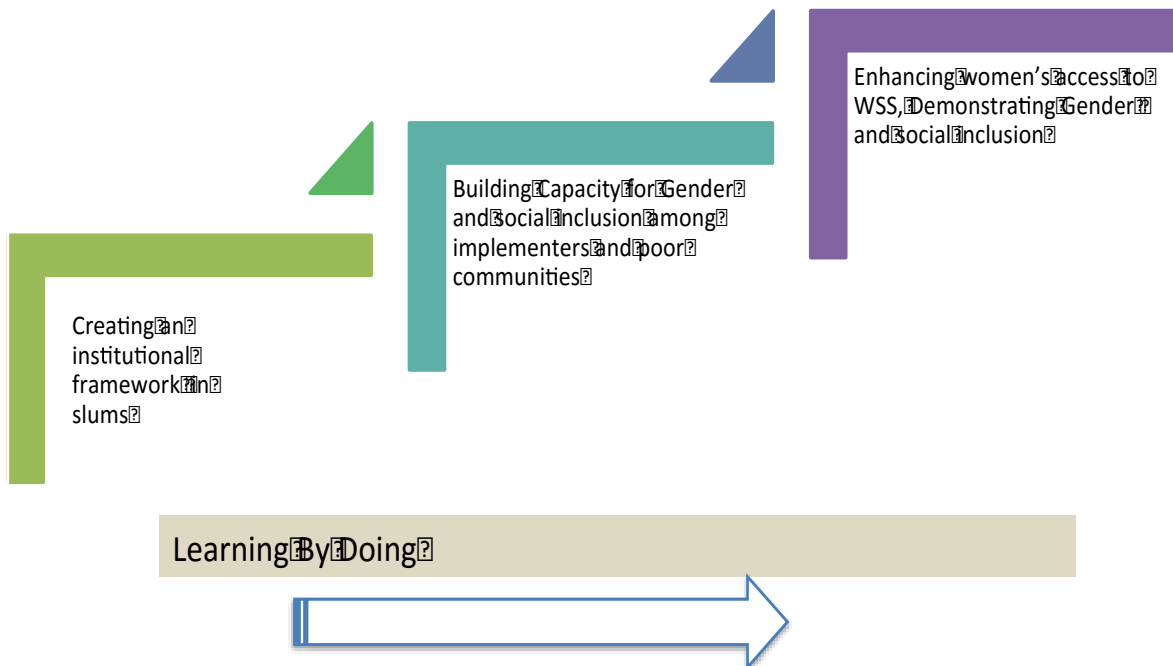 Enhancing women's access to
WSS, Demonstrating Gender
and social inclusion
Building Capacity for Gender
and social inclusion among
implementers and poor
communities
Creating an
institutional
framework in
slums
Learning By Doing